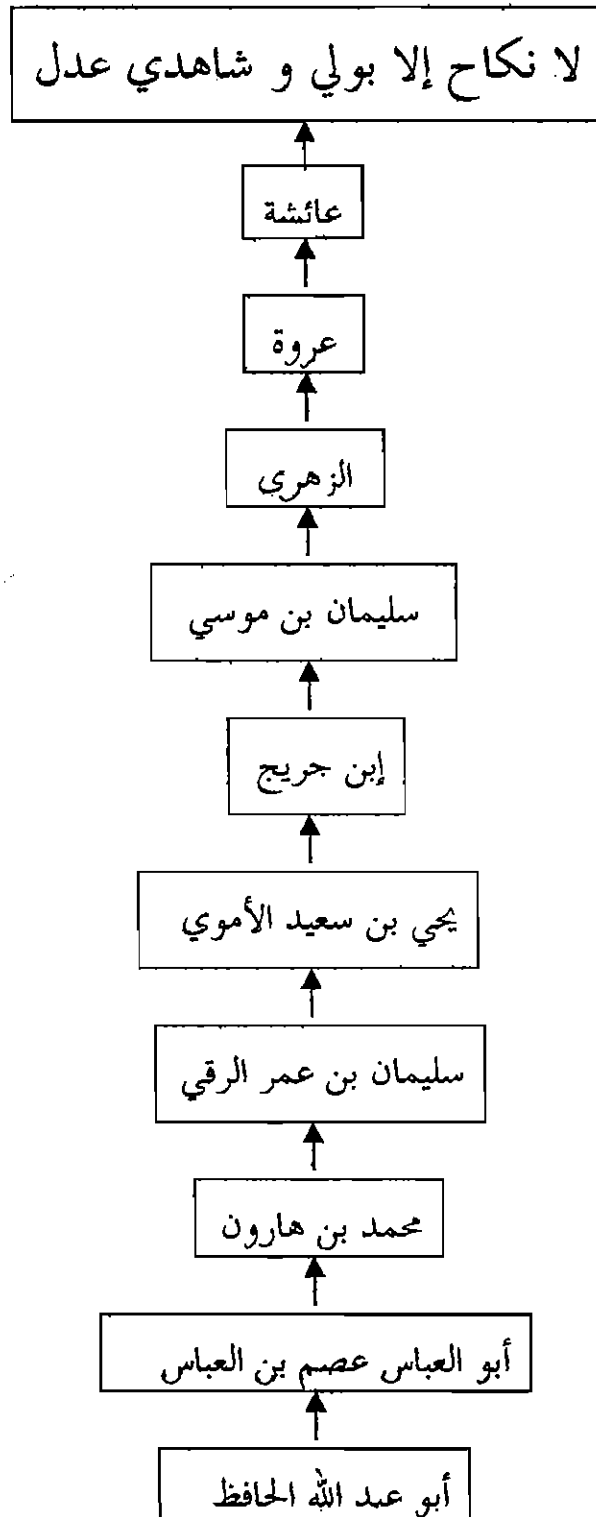 لا نكاح إلا بولي و شاهدي عدل
عائشة
عروة
الزهري
سليمان بن موسي
إبن جريج
يحي بن سعيد الأموي
سليمان بن عمر الرقي
محمد بن هارون
أبو العباس عصم بن العباس
أبو عبد الله الحافظ